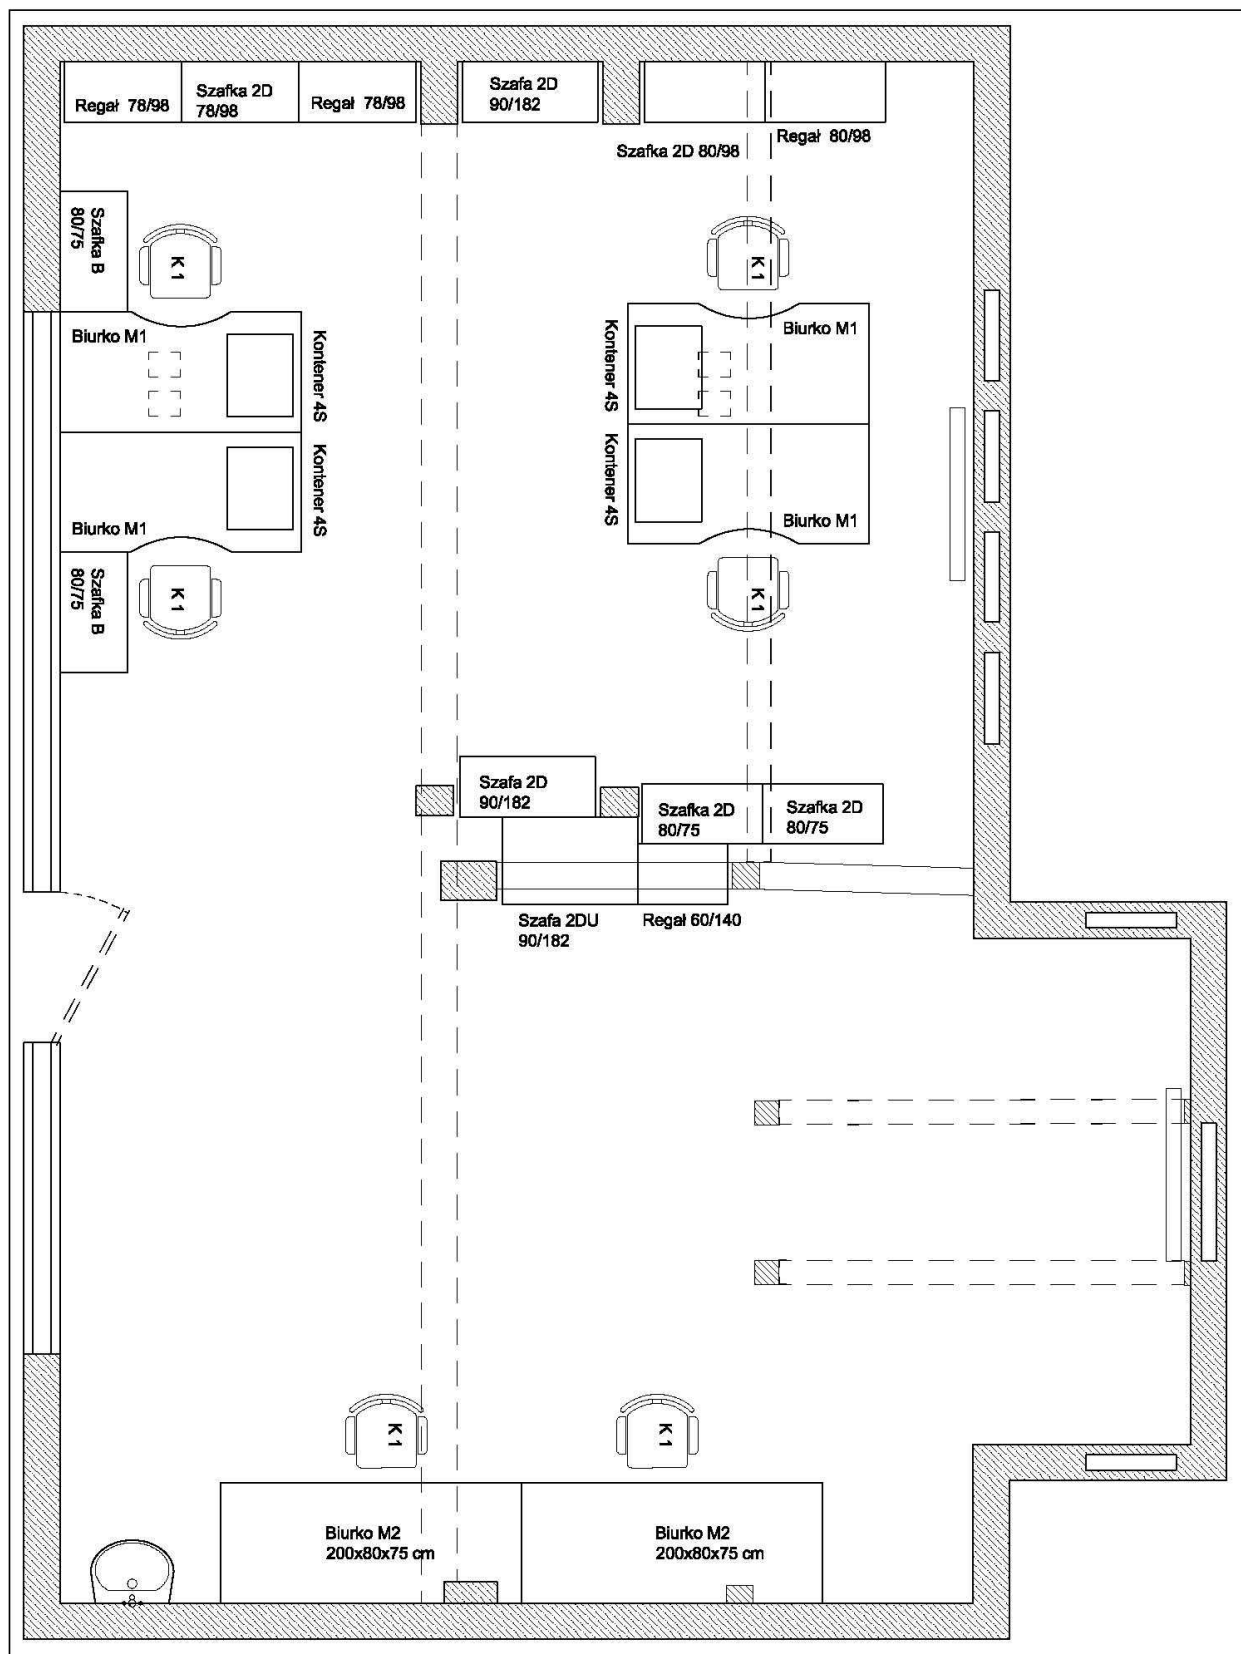 Regał 78/98
Szafka 2D
78/98
Regał 78/98
Szafa 2D
90/182
Szafka 2D 80/98
Regał 80/98
Szafka B
80/75
K1
K1
Biurko M1
Kontener 4S
Kontener 4S
Biurko M1
Kontener 4S
Kontener 4S
Biurko M1
Biurko M1
Szafka B
80/75
K1
K1
Szafa 2D
90/182
Szafka 2D
80/75
Szafka 2D
80/75
Szafa 2DU
90/182
Regał 60/140
K1
K1
Biurko M2
200x80x75 cm
Biurko M2
200x80x75 cm